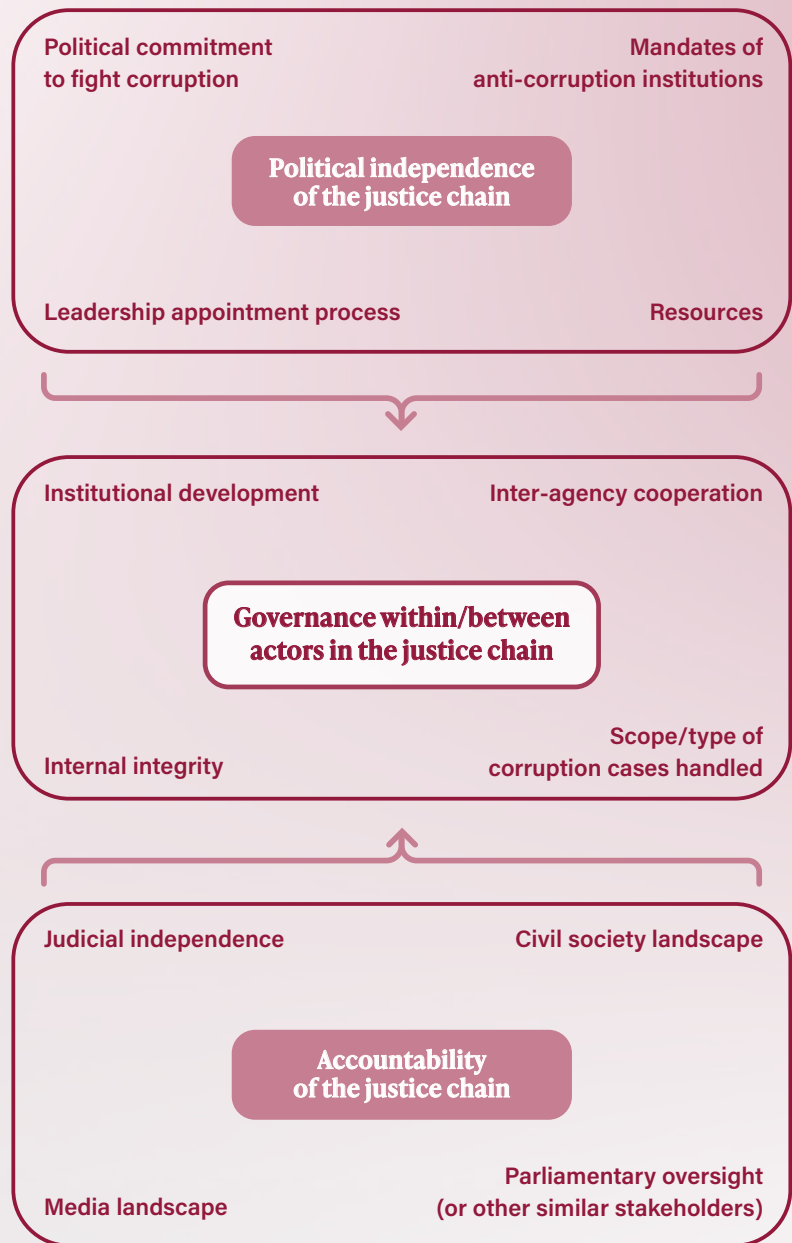 Political commitment
to fight corruption
Mandates of
anti-corruption institutions
Political independence
of the justice chain
Leadership appointment process
Resources
Institutional development
Inter-agency cooperation
Governance within/between
actors in the justice chain
Internal integrity
Scope/type of
corruption cases handled
Judicial independence
Civil society landscape
Accountability
of the justice chain
Media landscape
Parliamentary oversight
(or other similar stakeholders)